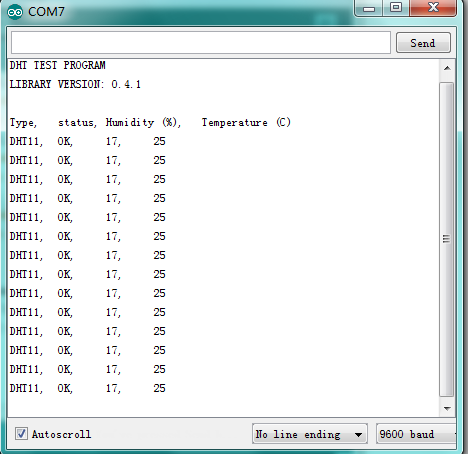 COM7
Send
DHT TEST PROGRAM
LIBRARY VERSION: 0.4.1
Type, status, Humidity (%), Temperature (C)
DHT11, OK, 17, 25
DHT11, OK, 17, 25
DHT11, OK, 17, 25
DHT11, OK, 17, 25
DHT11, OK, 17, 25
DHT11, OK, 17, 25
DHT11, OK, 17, 25
DHT11, OK, 17, 25
DHT11, OK, 17, 25
DHT11, OK, 17, 25
DHT11, OK, 17, 25
DHT11, OK, 17, 25
DHT11, OK, 17, 25
DHT11, OK, 17, 25
Autoscroll No line ending 9600 baud